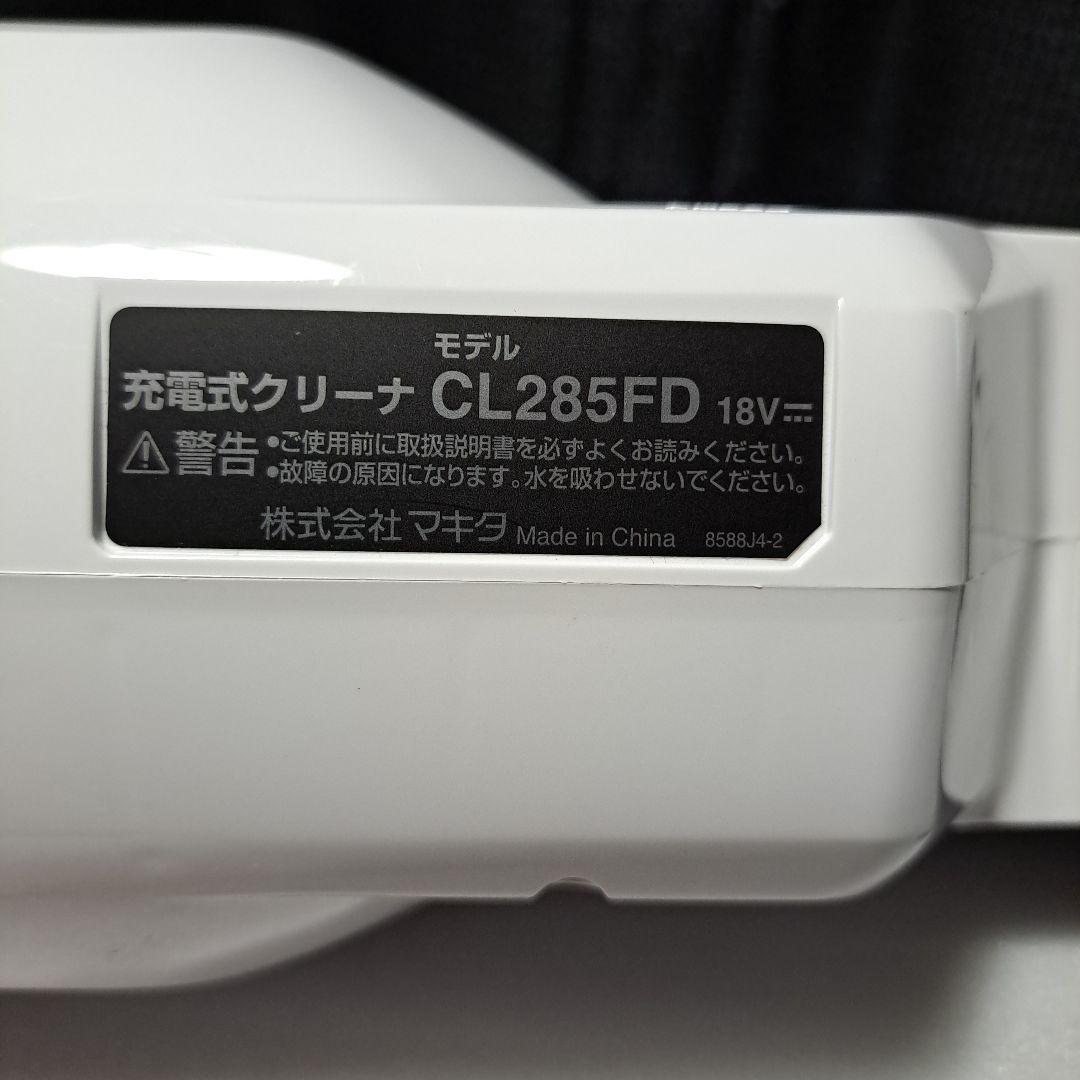 モデル
充電式クリーナ CL285FD 18V⎓
⚠警告 •ご使用前に取扱説明書を必ずよくお読みください。
•故障の原因になります。水を吸わせないでください。
株式会社マキタ Made in China 8588J4-2